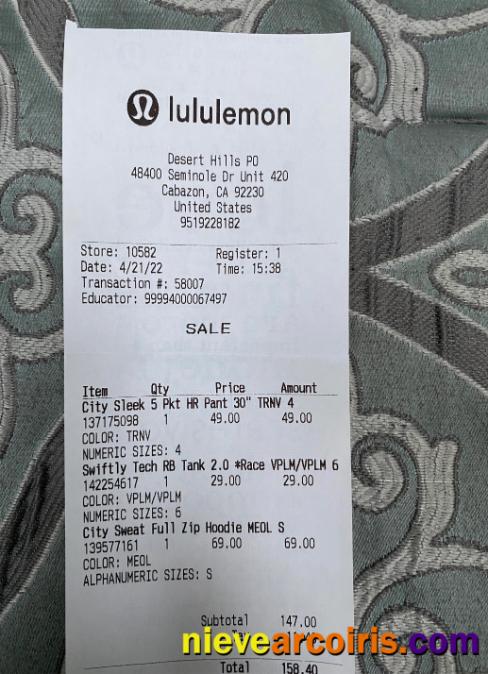 lululemon
Desert Hills PO
48400 Seminole Dr Unit 420
Cabazon, CA 92230
United States
9519228182
Store: 10582 Register: 1
Date: 4/21/22 Time: 15:38
Transaction #: 58007
Educator: 99994000067497
SALE
Item Qty Price Amount
City Sleek 5 Pkt HR Pant 30" TRNV 4
137175098 1 49.00 49.00
COLOR: TRNV
NUMERIC SIZES: 4
Swiftly Tech RB Tank 2.0 *Race VPLM/VPLM 6
142254617 1 29.00 29.00
COLOR: VPLM/VPLM
NUMERIC SIZES: 6
City Sweat Full Zip Hoodie MEOL S
139577161 1 69.00 69.00
COLOR: MEOL
ALPHANUMERIC SIZES: S
Subtotal 147.00
nievearcoiris.com
Total 158.40